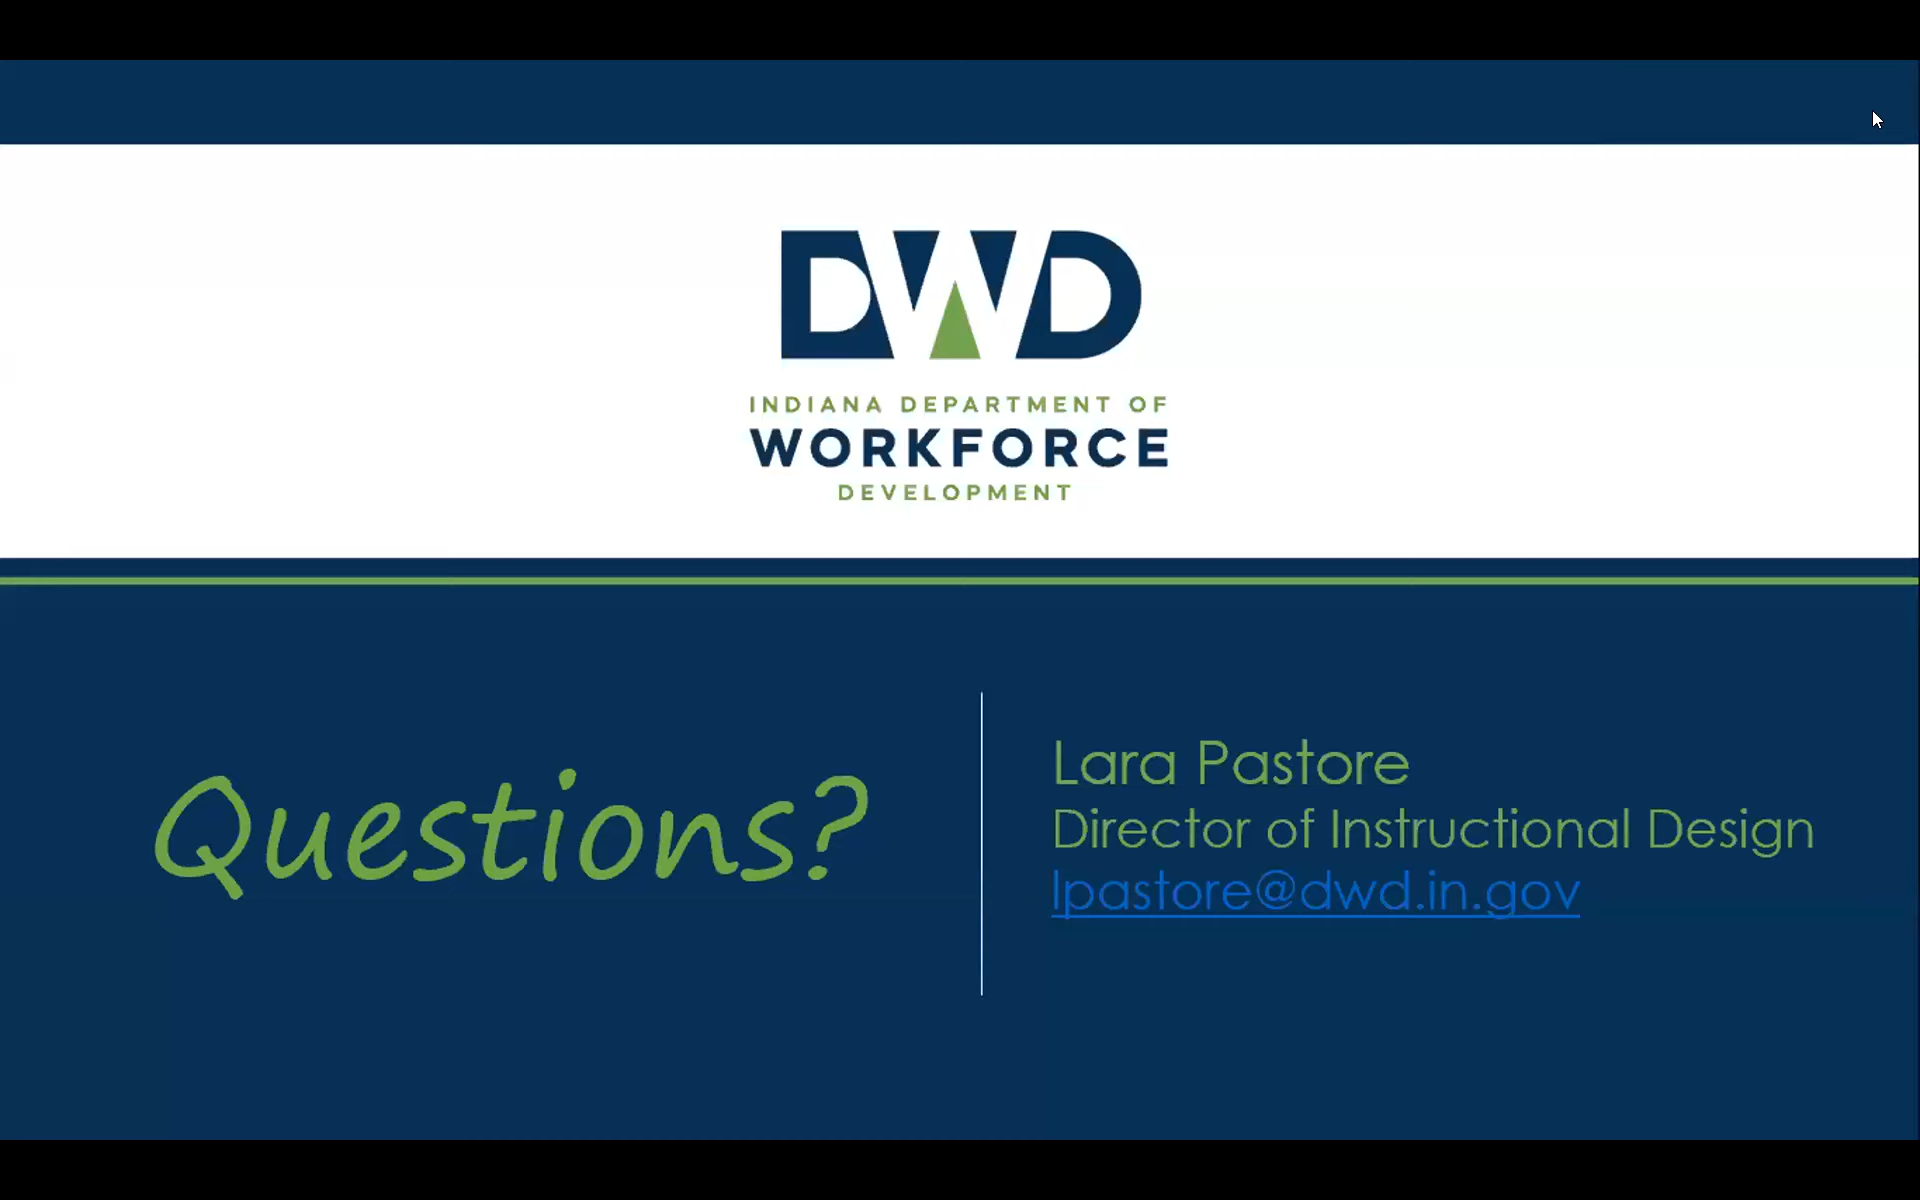 DWD
INDIANA DEPARTMENT OF
WORKFORCE
DEVELOPMENT
Questions?
Lara Pastore
Director of Instructional Design
lpastore@dwd.in.gov